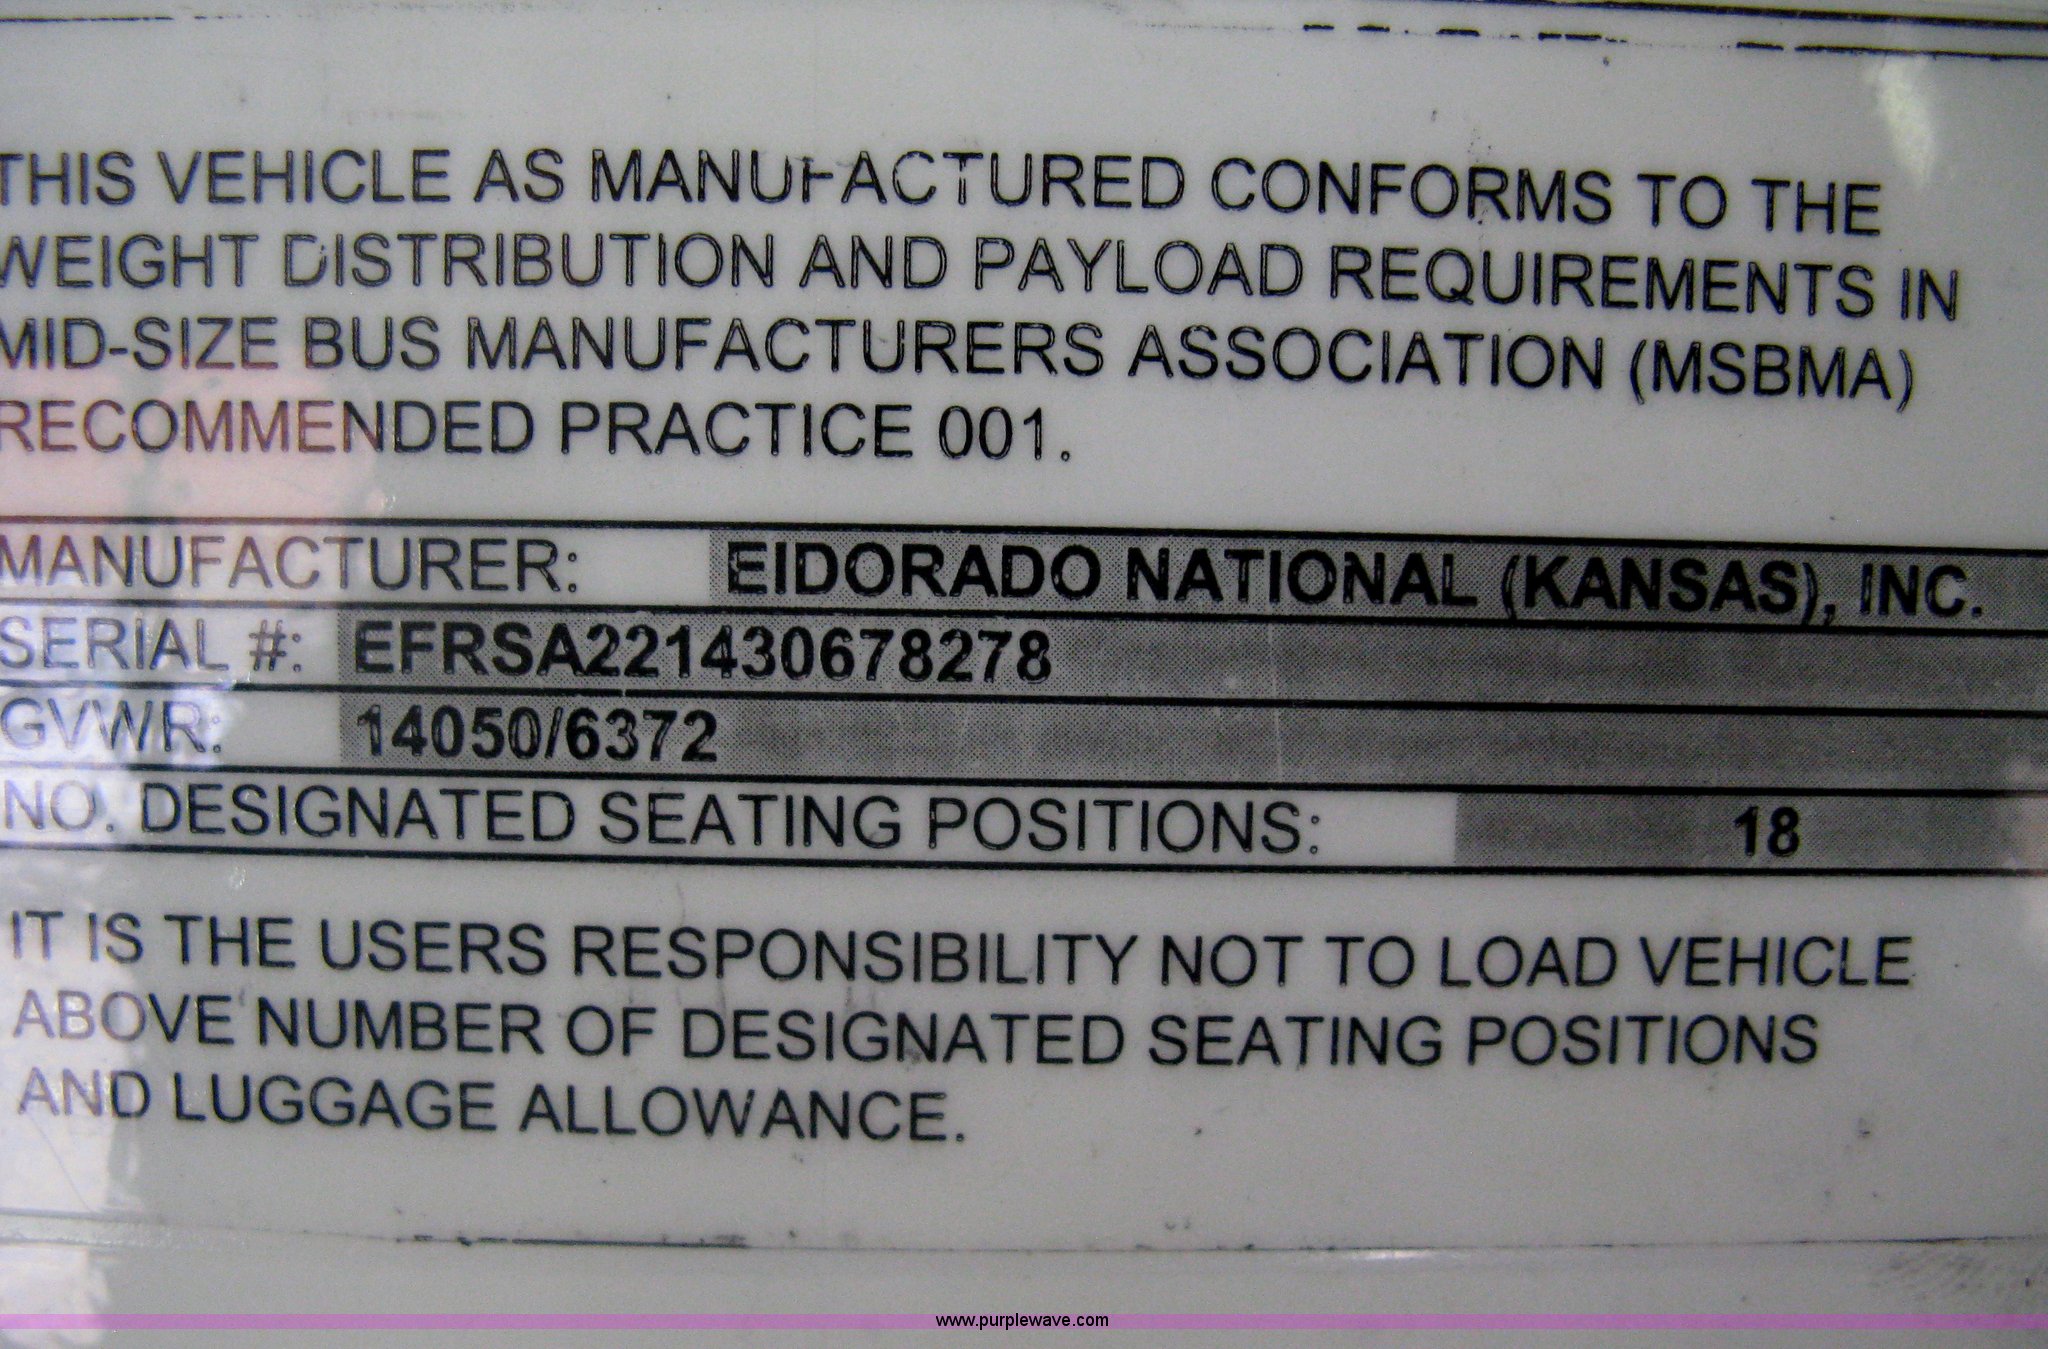 THIS VEHICLE AS MANUFACTURED CONFORMS TO THE
WEIGHT DISTRIBUTION AND PAYLOAD REQUIREMENTS IN
MID-SIZE BUS MANUFACTURERS ASSOCIATION (MSBMA)
RECOMMENDED PRACTICE 001.
MANUFACTURER: EIDORADO NATIONAL (KANSAS), INC.
SERIAL #: EFRSA221430678278
GVWR: 14050/6372
NO. DESIGNATED SEATING POSITIONS: 18
IT IS THE USERS RESPONSIBILITY NOT TO LOAD VEHICLE
ABOVE NUMBER OF DESIGNATED SEATING POSITIONS
AND LUGGAGE ALLOWANCE.
www.purplewave.com